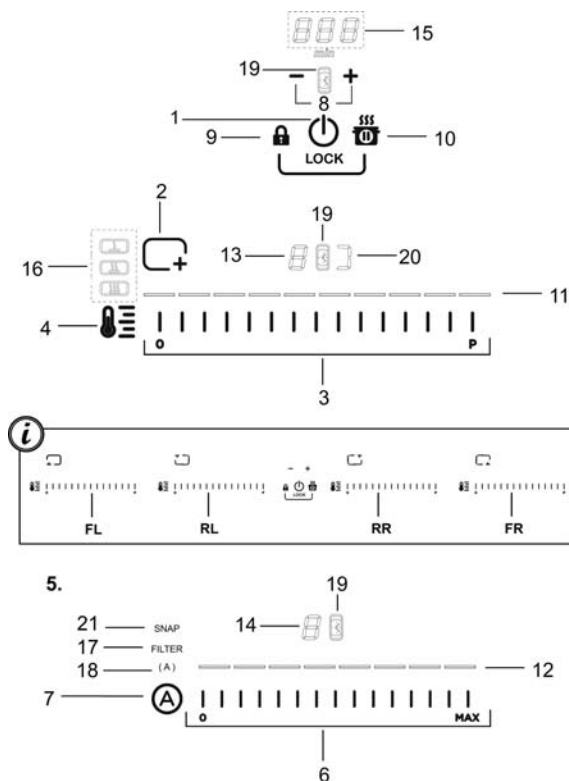 15
19
- +
8
1
9
10
LOCK
2
19
13
20
16
11
4
0 P
3
i
- +
LOCK
FL RL RR FR
5.
19
21 SNAP
14
17 FILTER
18 (A)
12
7 A
0 MAX
6